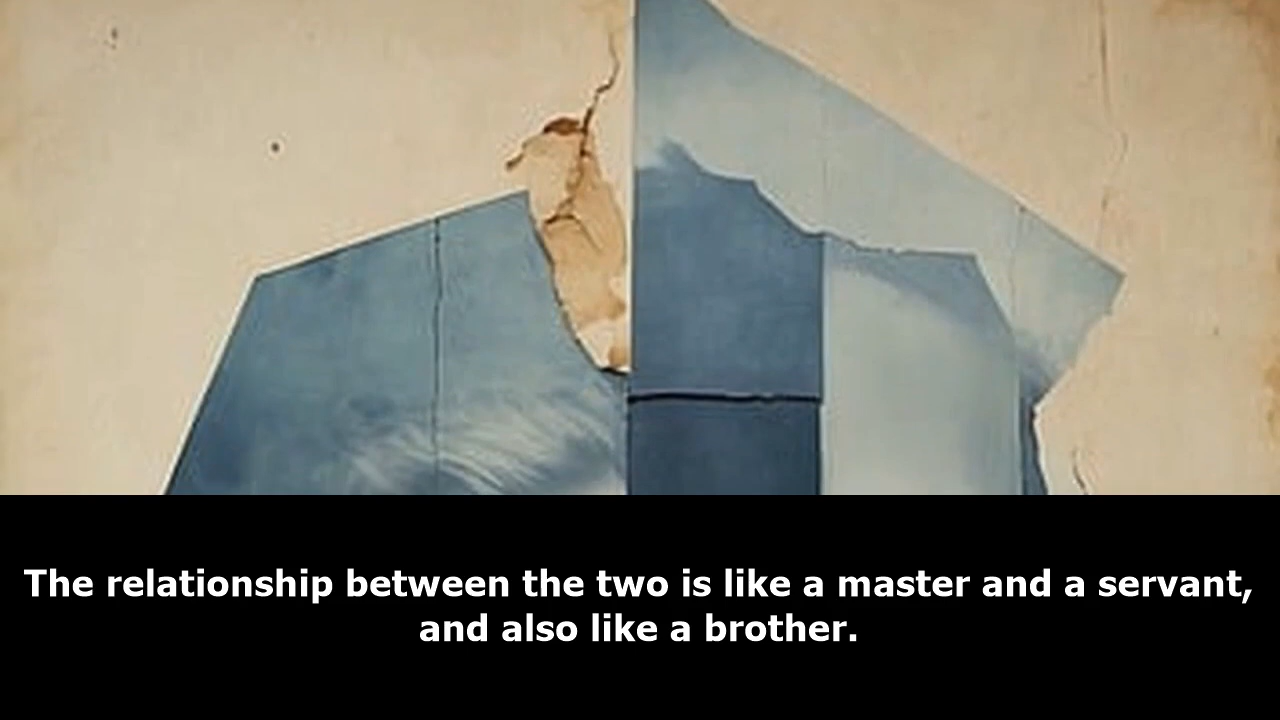 The relationship between the two is like a master and a servant,
and also like a brother.